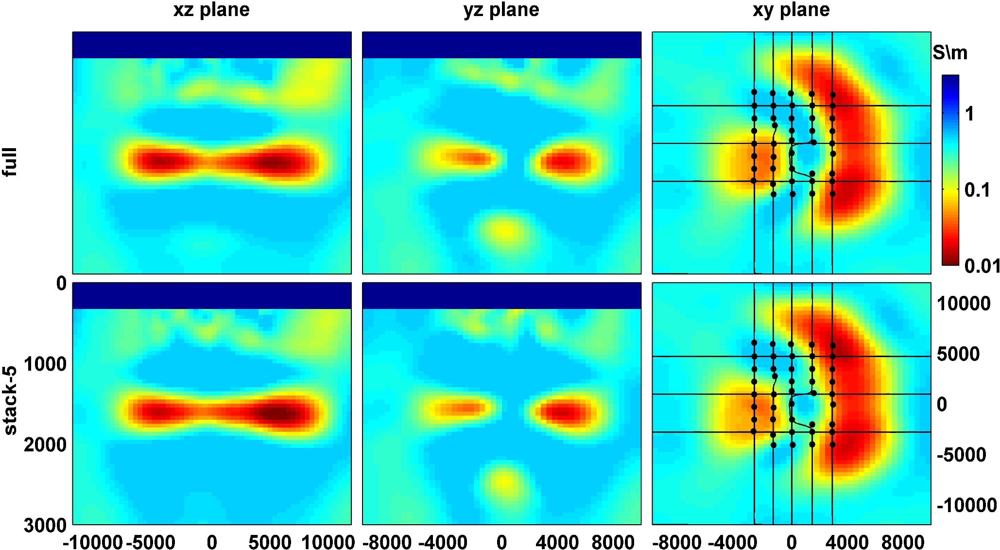 xz plane
yz plane
xy plane
S\m
full
1
0.1
0.01
stack-5
0
1000
2000
3000
10000
5000
0
-5000
-10000
-10000 -5000 0 5000 10000
-8000 -4000 0 4000 8000
-8000 -4000 0 4000 8000